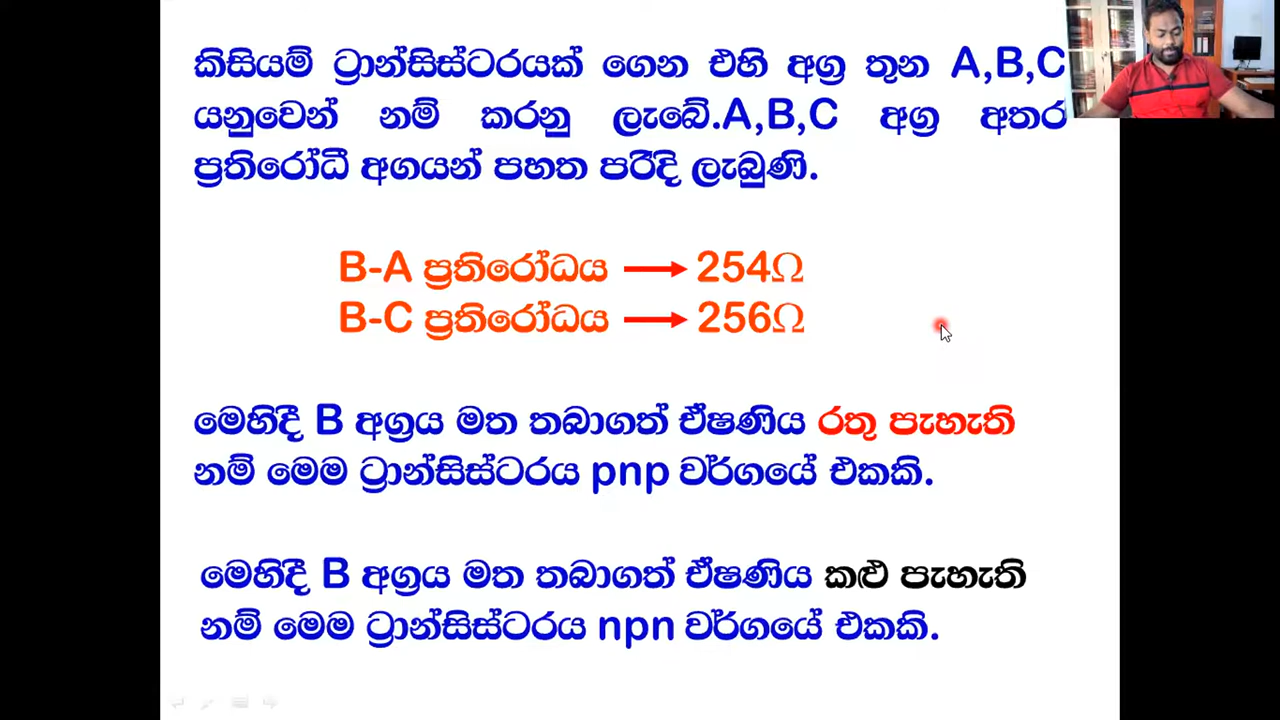 කිසියම් ට්‍රාන්සිස්ටරයක් ගෙන එහි අග්‍ර තුන A,B,C
යනුවෙන් නම් කරනු ලැබේ.A,B,C අග්‍ර අතර
ප්‍රතිරෝධී අගයන් පහත පරිදි ලැබුණි.
B-A ප්‍රතිරෝධය → 254Ω
B-C ප්‍රතිරෝධය → 256Ω
මෙහිදී B අග්‍රය මත තබාගත් ඒෂණිය රතු පැහැති
නම් මෙම ට්‍රාන්සිස්ටරය pnp වර්ගයේ එකකි.
මෙහිදී B අග්‍රය මත තබාගත් ඒෂණිය කළු පැහැති
නම් මෙම ට්‍රාන්සිස්ටරය npn වර්ගයේ එකකි.